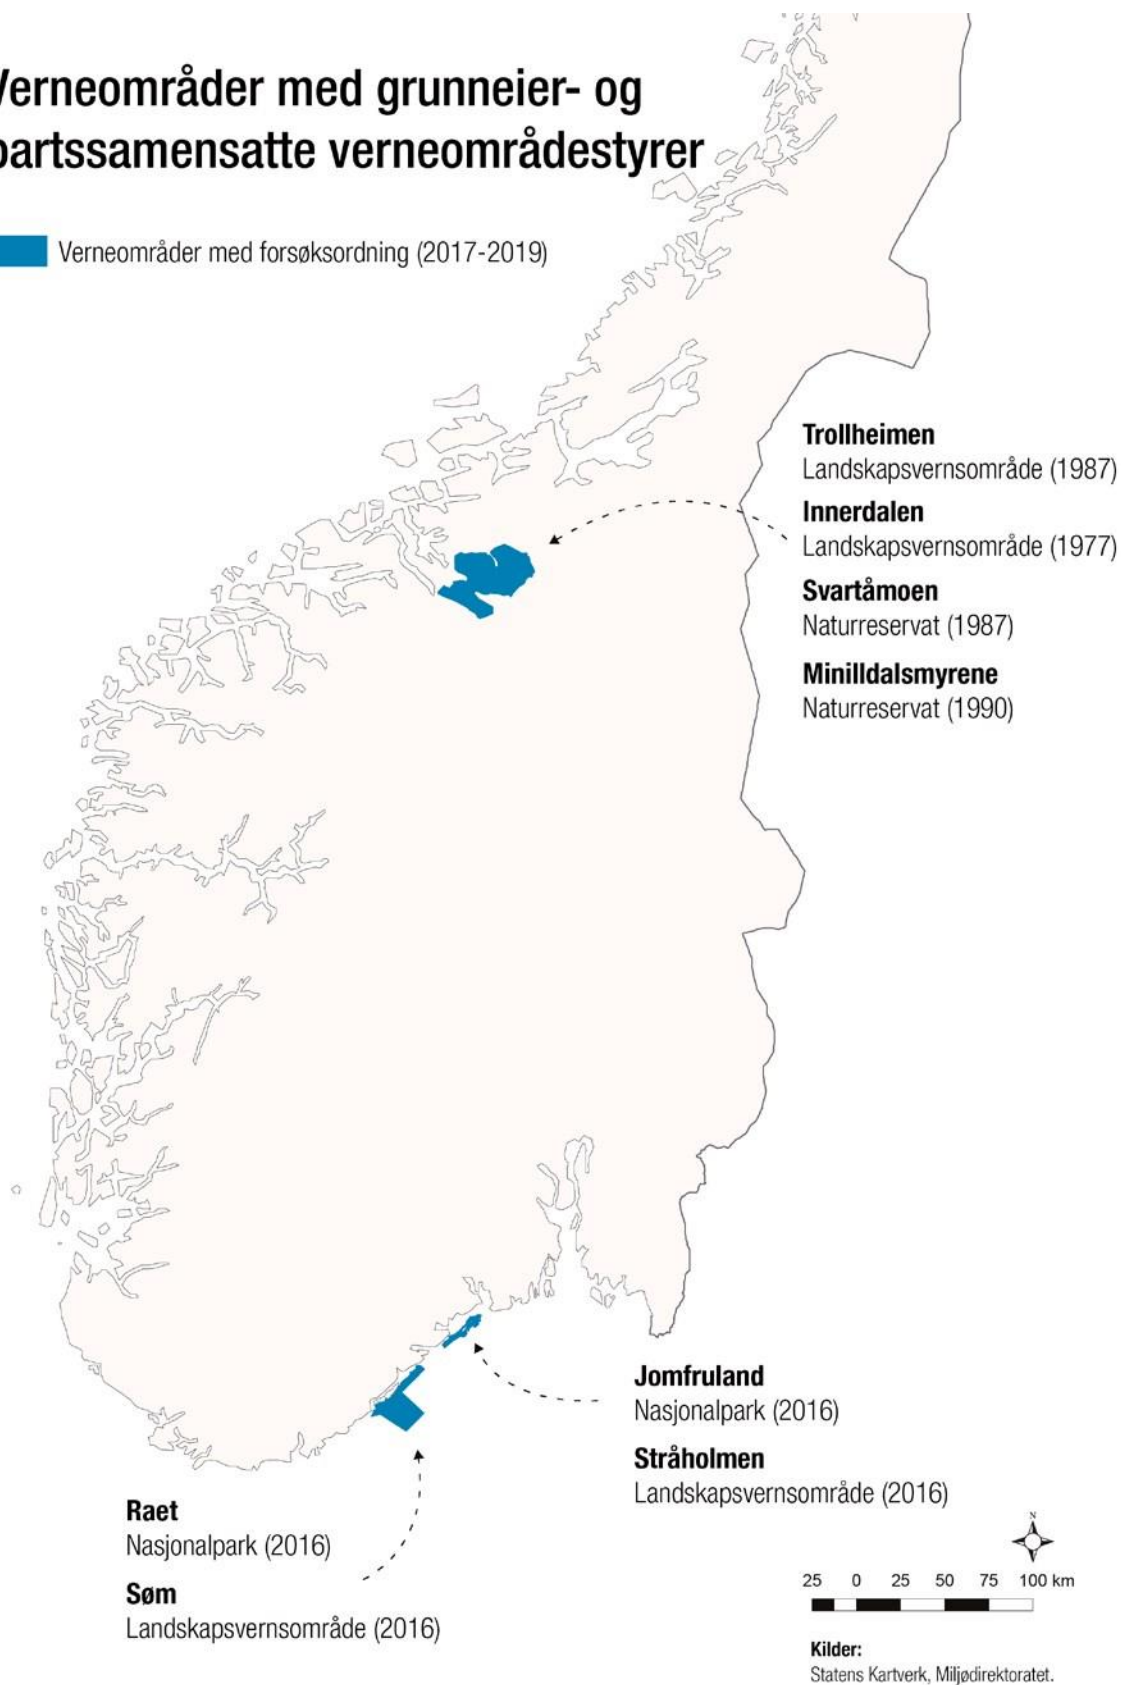 Verneområder med grunneier- og
partssamensatte verneområdestyrer
Verneområder med forsøksordning (2017-2019)
Trollheimen
Landskapsvernsområde (1987)
Innerdalen
Landskapsvernsområde (1977)
Svartåmoen
Naturreservat (1987)
Minilldalsmyrene
Naturreservat (1990)
Jomfruland
Nasjonalpark (2016)
Stråholmen
Landskapsvernsområde (2016)
Raet
Nasjonalpark (2016)
Søm
Landskapsvernsområde (2016)
N
25 0 25 50 75 100 km
Kilder:
Statens Kartverk, Miljødirektoratet.